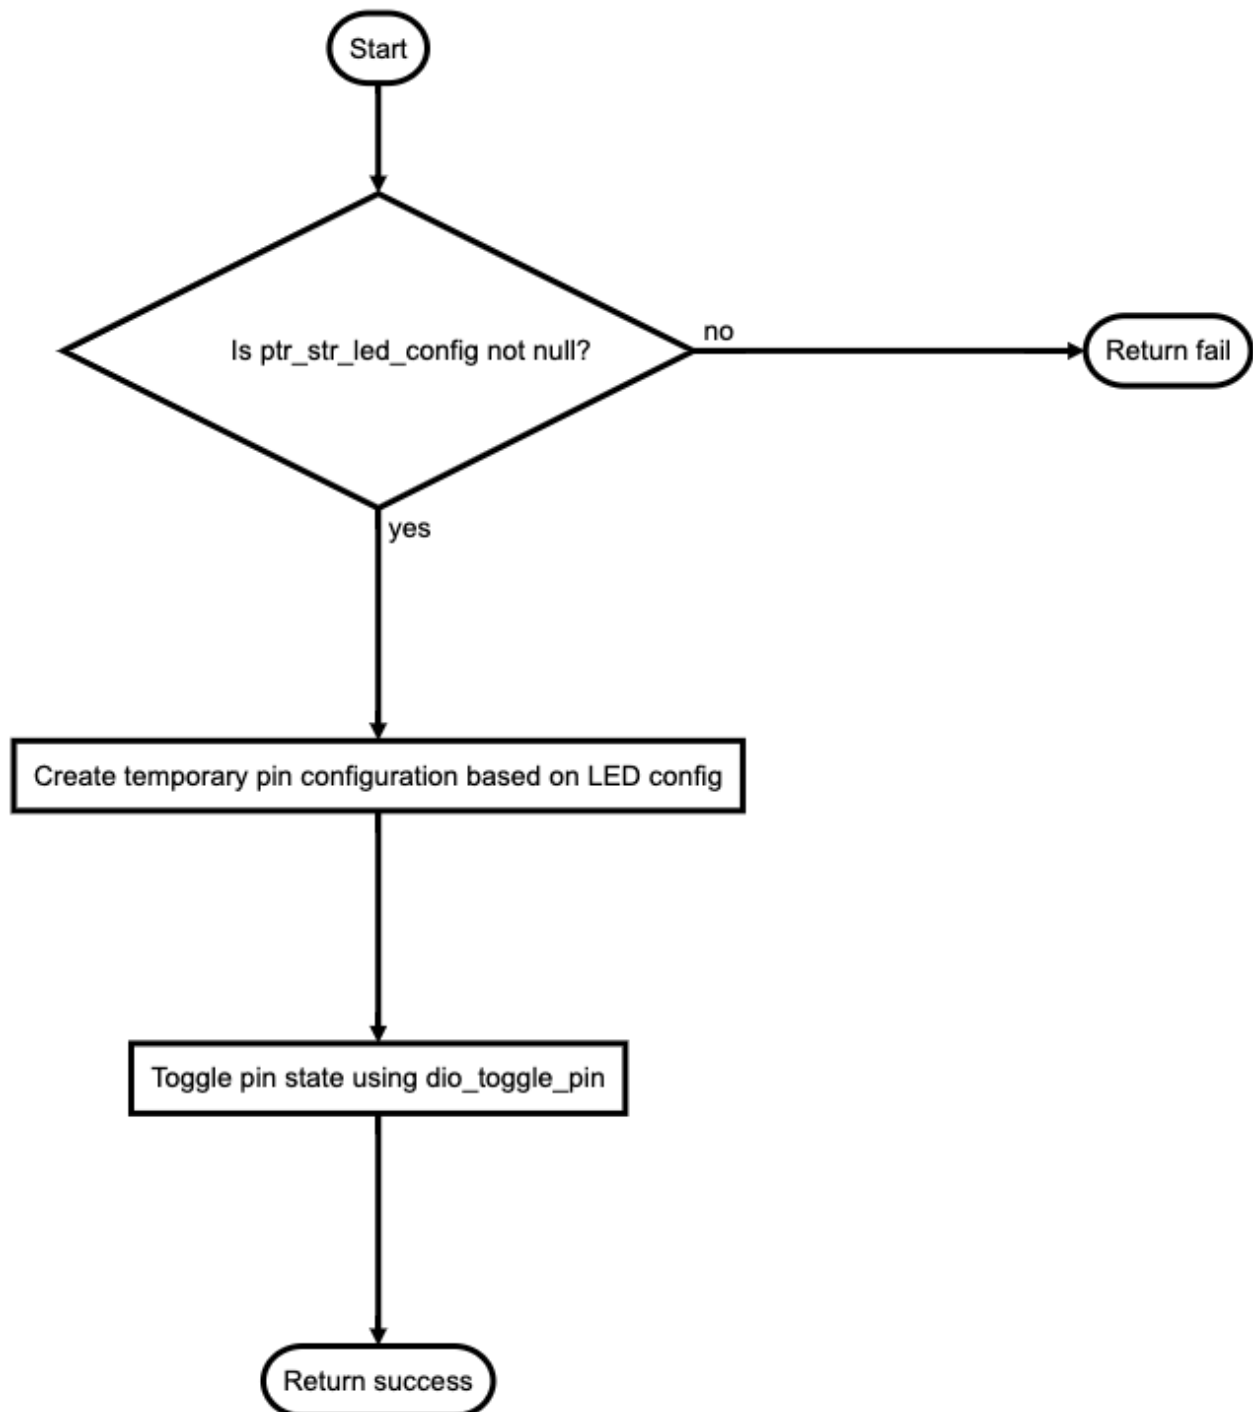 Start
Is ptr_str_led_config not null?
no
Return fail
yes
Create temporary pin configuration based on LED config
Toggle pin state using dio_toggle_pin
Return success